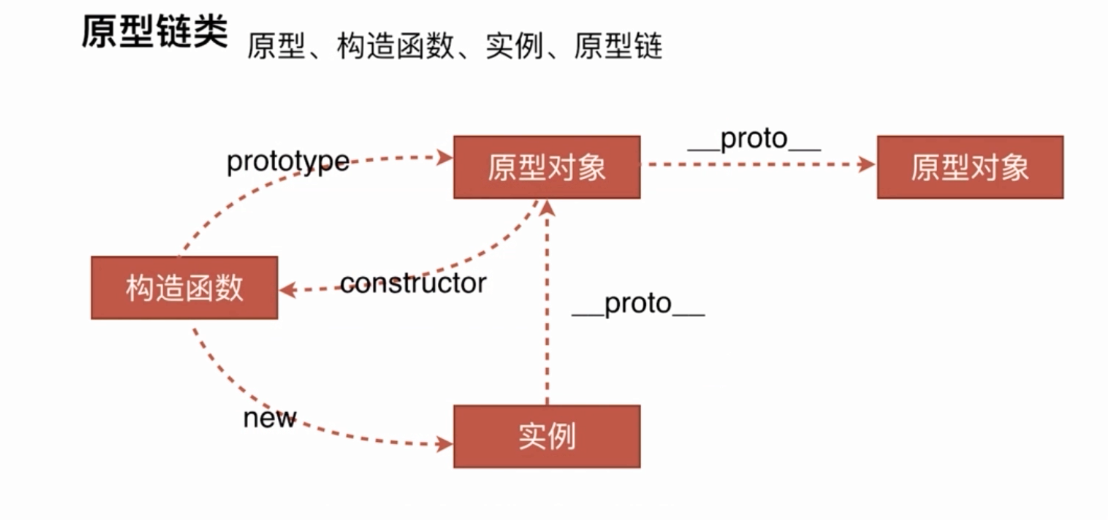 原型链类 原型、构造函数、实例、原型链
prototype
原型对象
__proto__
原型对象
构造函数
constructor
__proto__
new
实例